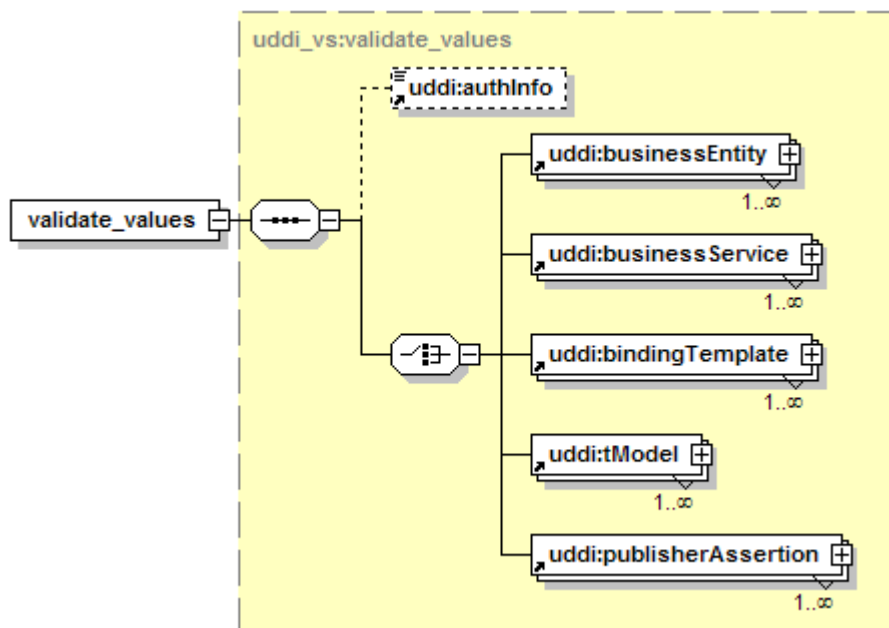 uddi_vs:validate_values
uddi:authInfo
uddi:businessEntity
1..∞
validate_values
uddi:businessService
1..∞
uddi:bindingTemplate
1..∞
uddi:tModel
1..∞
uddi:publisherAssertion
1..∞